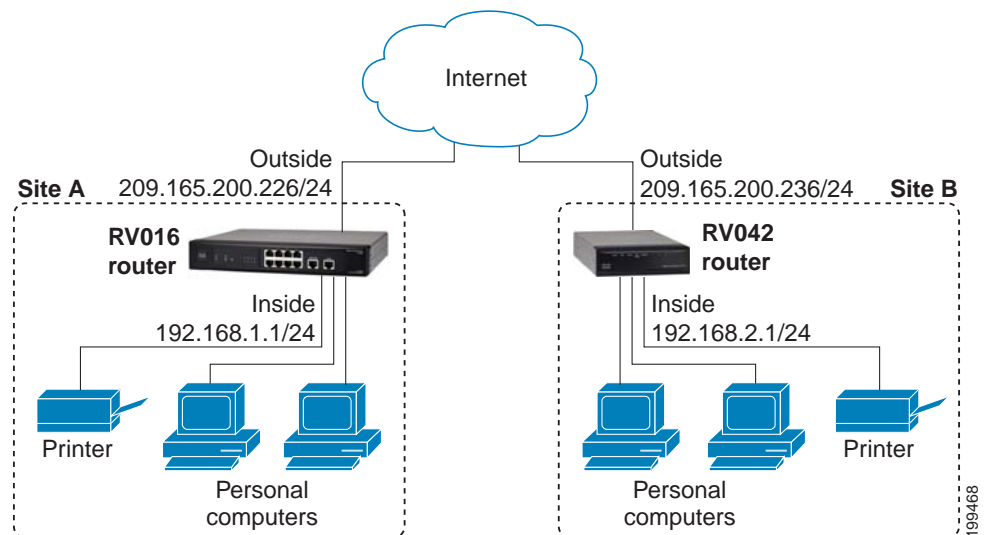 Internet
Outside
209.165.200.226/24
Site A
Outside
209.165.200.236/24
Site B
RV016
router
Inside
192.168.1.1/24
Printer
Personal
computers
RV042
router
Inside
192.168.2.1/24
Personal
computers
Printer
199468